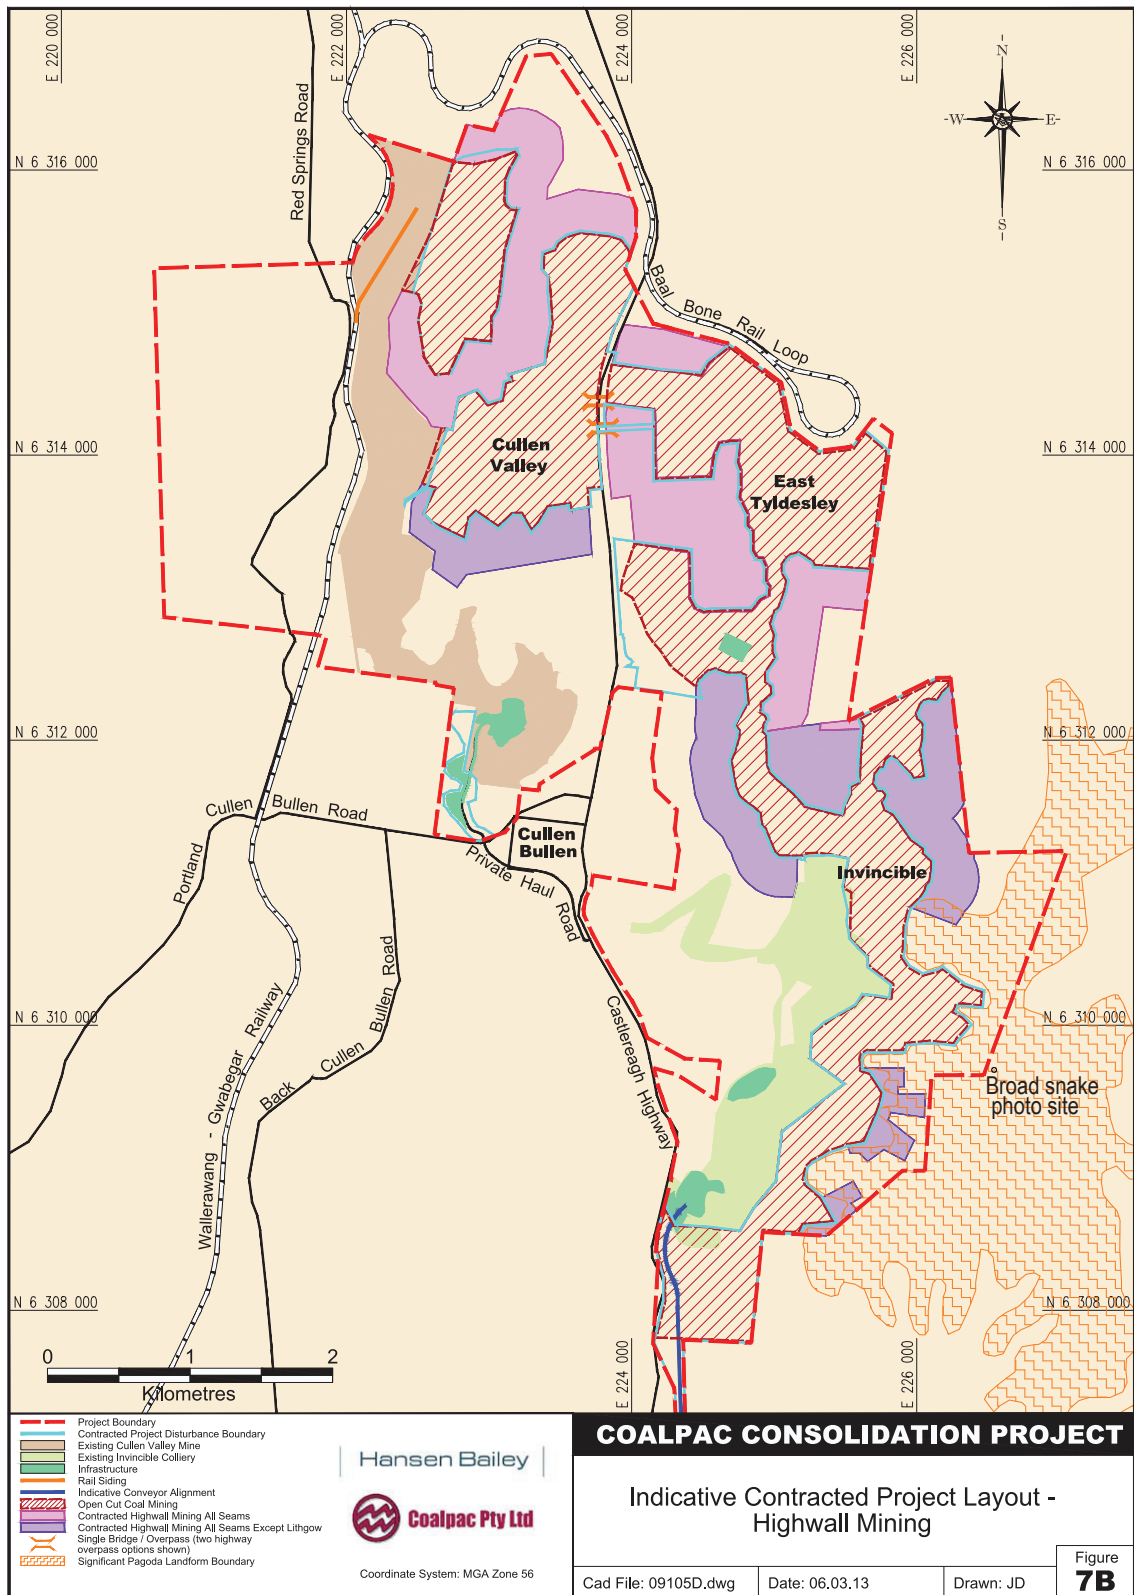 E 220 000
E 222 000
E 224 000
E 226 000
N
-W-
-E-
S
N 6 316 000
N 6 316 000
Red Springs Road
Baal Bone Rail Loop
N 6 314 000
N 6 314 000
Cullen
Valley
East
Tyldesley
N 6 312 000
N 6 312 000
Cullen Bullen Road
Portland
Cullen
Bullen
Private Haul Road
Invincible
N 6 310 000
N 6 310 000
Back Cullen Bullen Road
Wallerawang - Gwabegar Railway
Castlereagh Highway
Broad snake
photo site
N 6 308 000
N 6 308 000
E 224 000
E 226 000
0 1 2
Kilometres
Project Boundary
Contracted Project Disturbance Boundary
Existing Cullen Valley Mine
Existing Invincible Colliery
Infrastructure
Rail Siding
Indicative Conveyor Alignment
Open Cut Coal Mining
Contracted Highwall Mining All Seams
Contracted Highwall Mining All Seams Except Lithgow
Single Bridge / Overpass (two highway
overpass options shown)
Significant Pagoda Landform Boundary
Hansen Bailey
Coalpac Pty Ltd
Coordinate System: MGA Zone 56
COALPAC CONSOLIDATION PROJECT
Indicative Contracted Project Layout -
Highwall Mining
Cad File: 09105D.dwg
Date: 06.03.13
Drawn: JD
Figure
7B